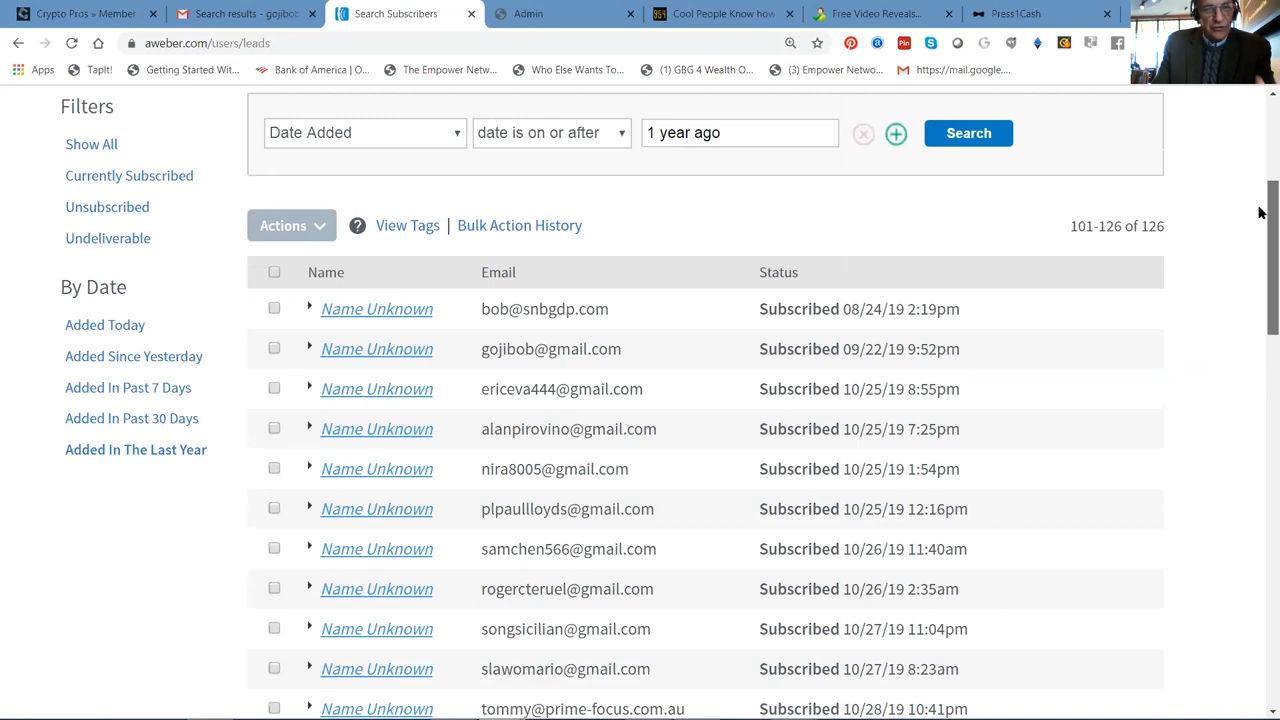 Crypto Pros » Member
Search results - gojibob
Search Subscribers
Admin
Cool People Know how
Free Video Reveals...
Press1Cash
aweber.com/users/leads
Apps
TapIt!
Getting Started Wit...
Bank of America | O...
The Empower Netw...
Who Else Wants To...
(1) GBG 4 Wealth O...
(3) Empower Netwo...
https://mail.google....
Filters
Show All
Currently Subscribed
Unsubscribed
Undeliverable
By Date
Added Today
Added Since Yesterday
Added In Past 7 Days
Added In Past 30 Days
Added In The Last Year
Date Added date is on or after 1 year ago Search
Actions ? View Tags | Bulk Action History 101-126 of 126
Name Email Status
Name Unknown bob@snbgdp.com Subscribed 08/24/19 2:19pm
Name Unknown gojibob@gmail.com Subscribed 09/22/19 9:52pm
Name Unknown ericeva444@gmail.com Subscribed 10/25/19 8:55pm
Name Unknown alanpirovino@gmail.com Subscribed 10/25/19 7:25pm
Name Unknown nira8005@gmail.com Subscribed 10/25/19 1:54pm
Name Unknown plpaullloyds@gmail.com Subscribed 10/25/19 12:16pm
Name Unknown samchen566@gmail.com Subscribed 10/26/19 11:40am
Name Unknown rogercteruel@gmail.com Subscribed 10/26/19 2:35am
Name Unknown songsicilian@gmail.com Subscribed 10/27/19 11:04pm
Name Unknown slawomario@gmail.com Subscribed 10/27/19 8:23am
Name Unknown tommy@prime-focus.com.au Subscribed 10/28/19 10:41pm